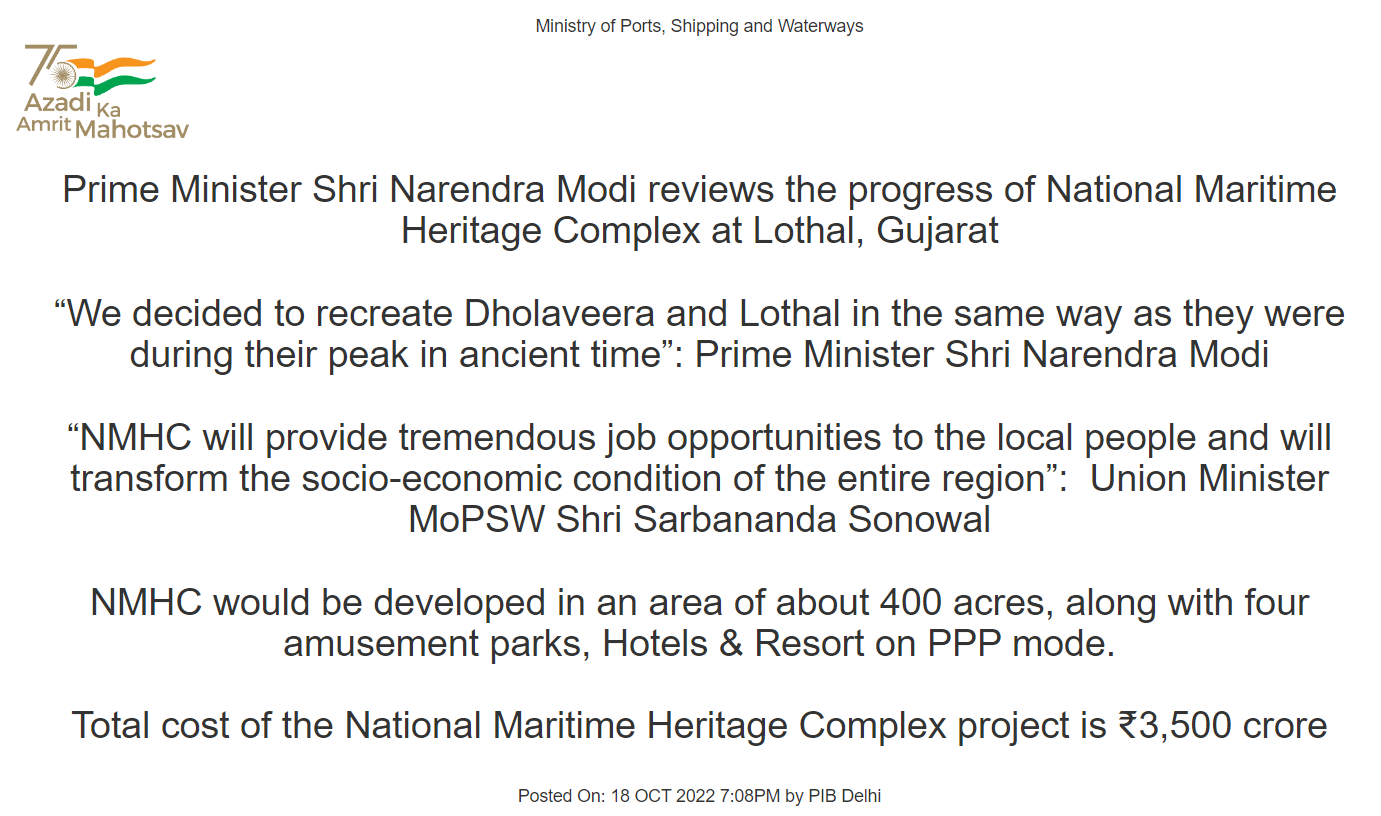 Ministry of Ports, Shipping and Waterways
75
Azadi Ka
Amrit Mahotsav
Prime Minister Shri Narendra Modi reviews the progress of National Maritime
Heritage Complex at Lothal, Gujarat
“We decided to recreate Dholaveera and Lothal in the same way as they were
during their peak in ancient time”: Prime Minister Shri Narendra Modi
“NMHC will provide tremendous job opportunities to the local people and will
transform the socio-economic condition of the entire region”:  Union Minister
MoPSW Shri Sarbananda Sonowal
NMHC would be developed in an area of about 400 acres, along with four
amusement parks, Hotels & Resort on PPP mode.
Total cost of the National Maritime Heritage Complex project is ₹3,500 crore
Posted On: 18 OCT 2022 7:08PM by PIB Delhi